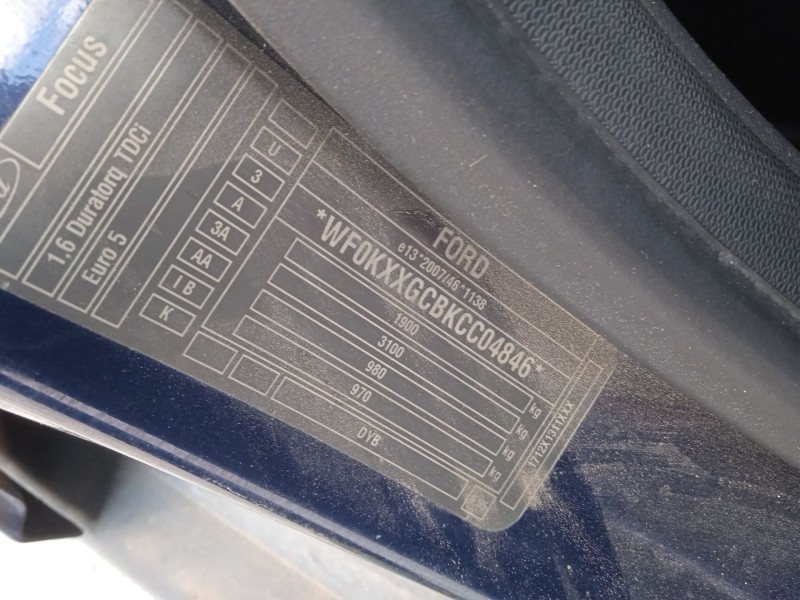 Focus
1,6 Duratorq TDCi
Euro 5
U
3
A
3A
AA
IB
K
FORD
e13*2007/46*1138
*WF0KXXGCBKCC04846*
1900 kg
3100 kg
980 kg
970 kg
DYB